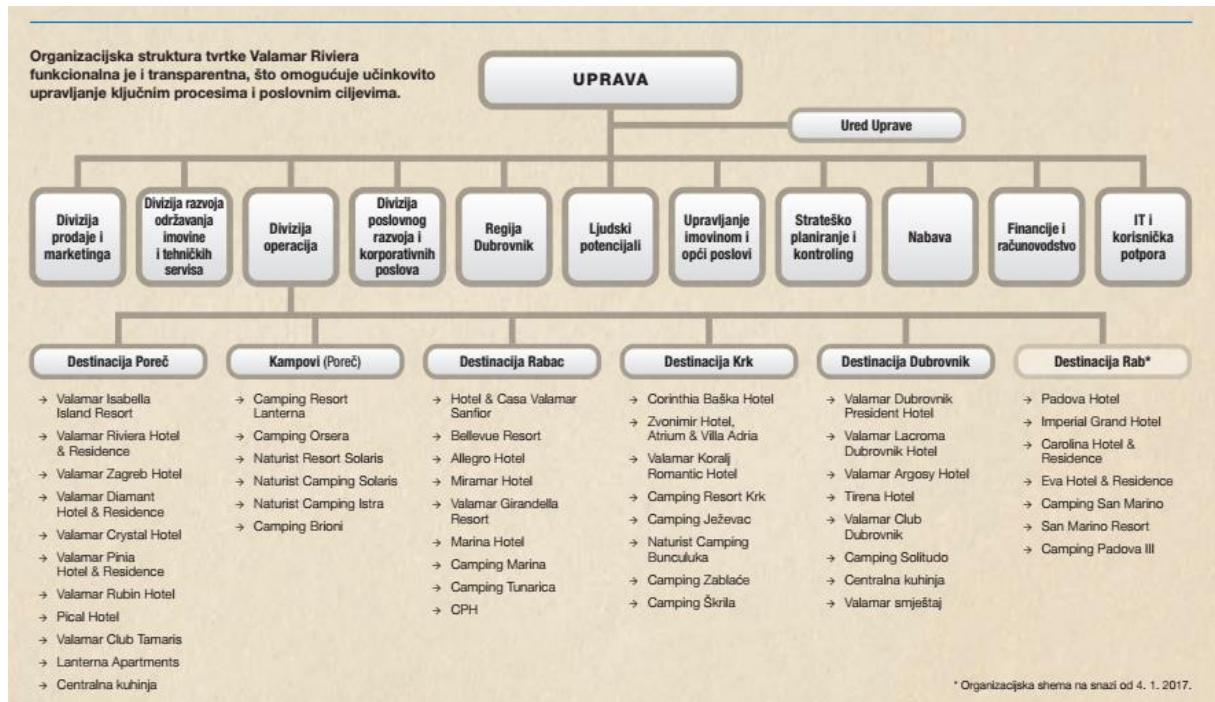 Organizacijska struktura tvrtke Valamar Riviera
funkcionalna je i transparentna, što omogućuje učinkovito
upravljanje ključnim procesima i poslovnim ciljevima.
UPRAVA
Ured Uprave
Divizija
prodaje i
marketinga
Divizija razvoja
održavanja
imovine
i tehničkih
servisa
Divizija
operacija
Divizija
poslovnog
razvoja i
korporativnih
poslova
Regija
Dubrovnik
Ljudski
potencijali
Upravljanje
imovinom i
opći poslovi
Strateško
planiranje i
kontroling
Nabava
Financije i
računovodstvo
IT i
korisnička
potpora
Destinacija Poreč
→ Valamar Isabella
Island Resort
→ Valamar Riviera Hotel
& Residence
→ Valamar Zagreb Hotel
→ Valamar Diamant
Hotel & Residence
→ Valamar Crystal Hotel
→ Valamar Pinia
Hotel & Residence
→ Valamar Rubin Hotel
→ Pical Hotel
→ Valamar Club Tamaris
→ Lanterna Apartments
→ Centralna kuhinja
Kampovi (Poreč)
→ Camping Resort
Lanterna
→ Camping Orsera
→ Naturist Resort Solaris
→ Naturist Camping Solaris
→ Naturist Camping Istra
→ Camping Brioni
Destinacija Rabac
→ Hotel & Casa Valamar
Sanfior
→ Bellevue Resort
→ Allegro Hotel
→ Miramar Hotel
→ Valamar Girandella
Resort
→ Marina Hotel
→ Camping Marina
→ Camping Tunarica
→ CPH
Destinacija Krk
→ Corinthia Baška Hotel
→ Zvonimir Hotel,
Atrium & Villa Adria
→ Valamar Koralj
Romantic Hotel
→ Camping Resort Krk
→ Camping Ježevac
→ Naturist Camping
Bunculuka
→ Camping Zablaće
→ Camping Škrila
Destinacija Dubrovnik
→ Valamar Dubrovnik
President Hotel
→ Valamar Lacroma
Dubrovnik Hotel
→ Valamar Argosy Hotel
→ Tirena Hotel
→ Valamar Club
Dubrovnik
→ Camping Solitudo
→ Centralna kuhinja
→ Valamar smještaj
Destinacija Rab*
→ Padova Hotel
→ Imperial Grand Hotel
→ Carolina Hotel &
Residence
→ Eva Hotel & Residence
→ Camping San Marino
→ San Marino Resort
→ Camping Padova III
* Organizacijska shema na snazi od 4. 1. 2017.